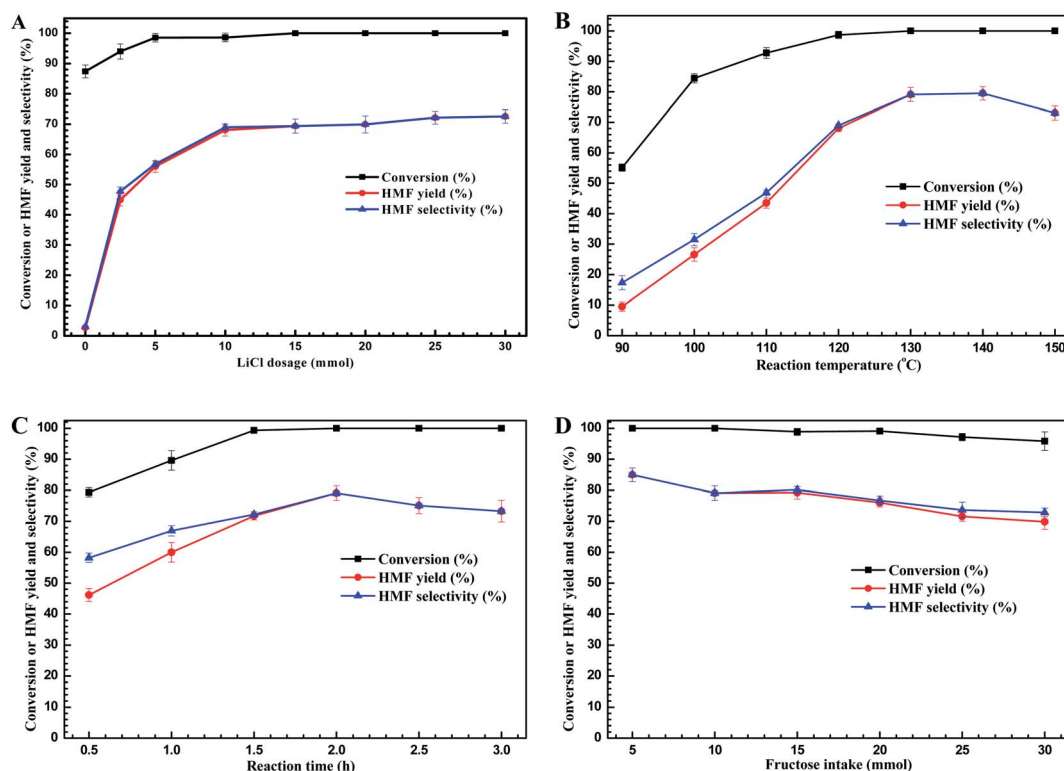 A
Conversion or HMF yield and selectivity (%)
100
90
80
70
60
50
40
30
20
10
0
Conversion (%)
HMF yield (%)
HMF selectivity (%)
0 5 10 15 20 25 30
LiCl dosage (mmol)
B
Conversion or HMF yield and selectivity (%)
100
90
80
70
60
50
40
30
20
10
0
Conversion (%)
HMF yield (%)
HMF selectivity (%)
90 100 110 120 130 140 150
Reaction temperature (°C)
C
Conversion or HMF yield and selectivity (%)
100
90
80
70
60
50
40
30
20
10
0
Conversion (%)
HMF yield (%)
HMF selectivity (%)
0.5 1.0 1.5 2.0 2.5 3.0
Reaction time (h)
D
Conversion or HMF yield and selectivity (%)
100
90
80
70
60
50
40
30
20
10
0
Conversion (%)
HMF yield (%)
HMF selectivity (%)
5 10 15 20 25 30
Fructose intake (mmol)